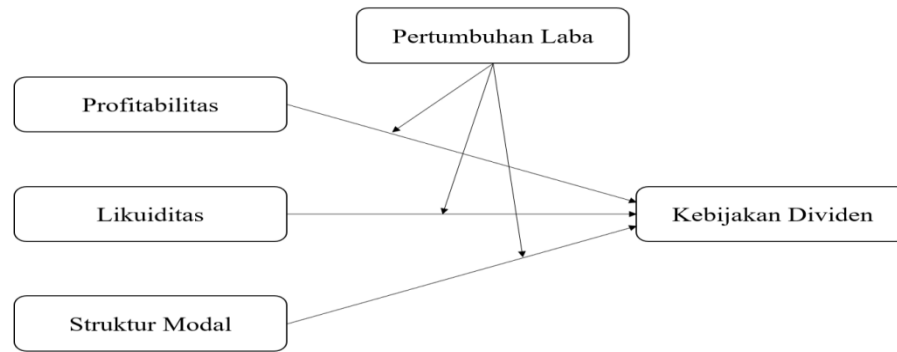 Pertumbuhan Laba
Profitabilitas
Likuiditas
Kebijakan Dividen
Struktur Modal